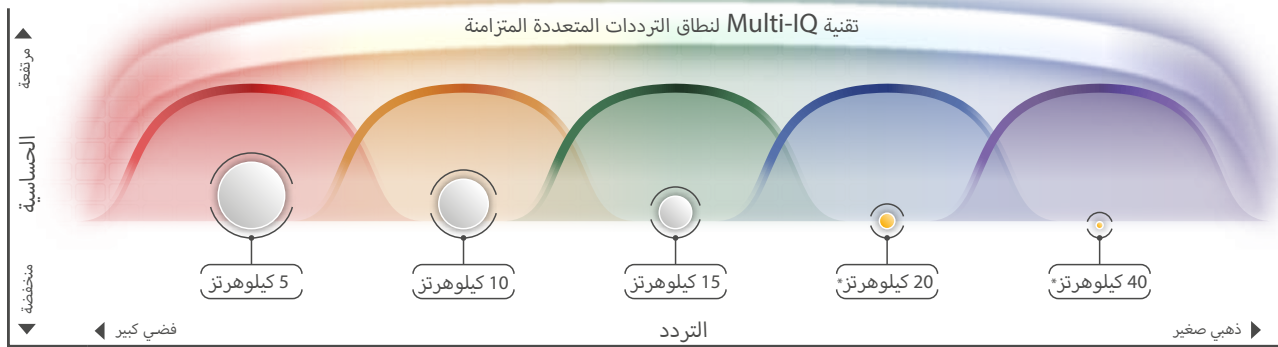 تقنية Multi-IQ لنطاق الترددات المتعددة المتزامنة
مرتفعة
الحساسية
منخفضة
5 كيلوهرتز
10 كيلوهرتز
15 كيلوهرتز
20 كيلوهرتز*
40 كيلوهرتز*
فضي كبير
التردد
ذهبي صغير